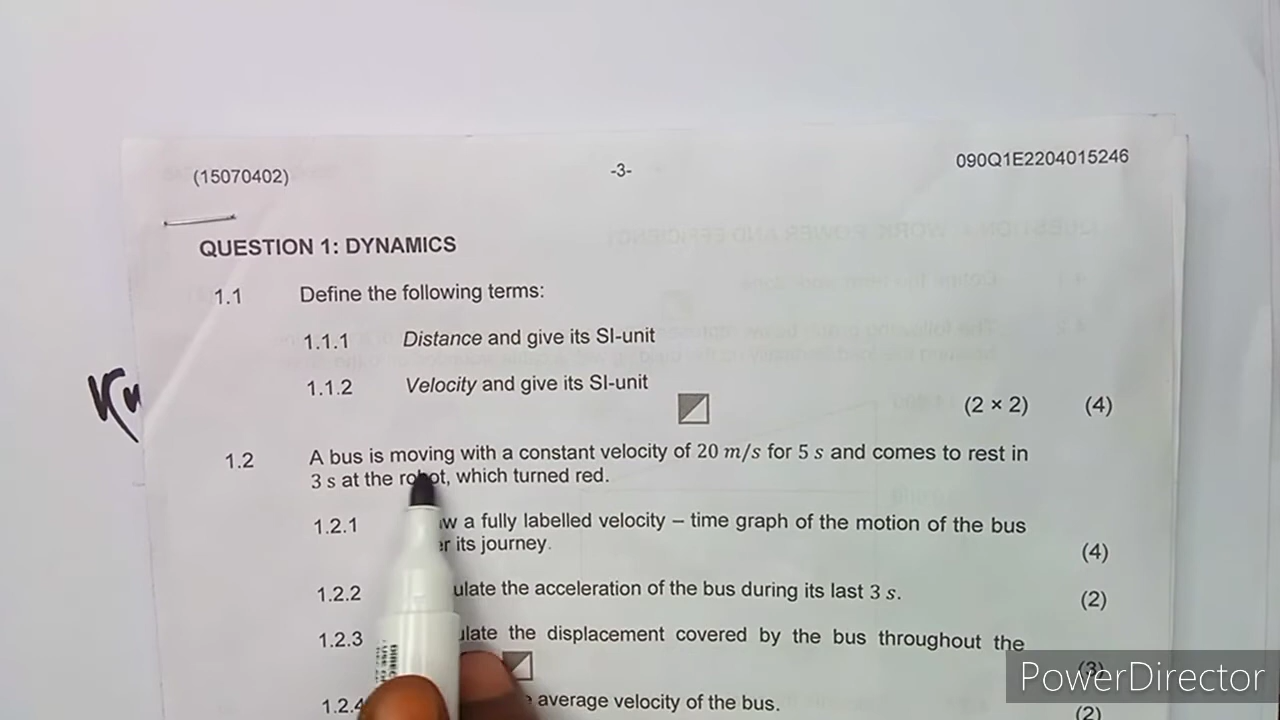 (15070402) -3- 090Q1E2204015246
QUESTION 1: DYNAMICS
1.1 Define the following terms:
1.1.1 Distance and give its SI-unit
1.1.2 Velocity and give its SI-unit
(2 × 2) (4)
1.2 A bus is moving with a constant velocity of 20 m/s for 5 s and comes to rest in
3 s at the robot, which turned red.
1.2.1 a fully labelled velocity – time graph of the motion of the bus
its journey.
(4)
1.2.2 the acceleration of the bus during its last 3 s.
(2)
1.2.3 the displacement covered by the bus throughout the
(3)
1.2.4 average velocity of the bus.
(2)
PowerDirector